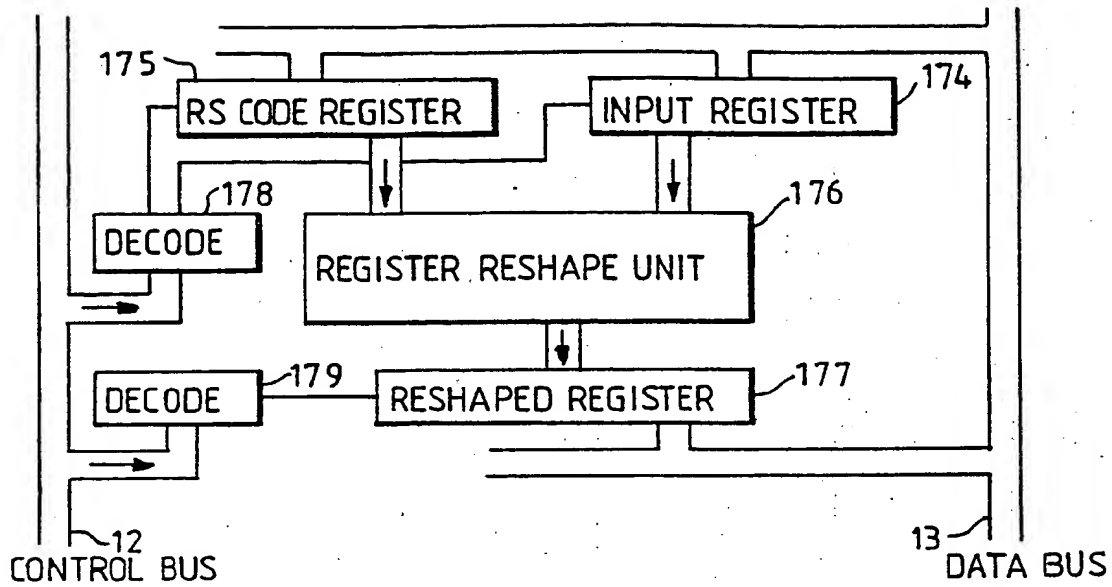 175
RS CODE REGISTER
INPUT REGISTER
174
178
DECODE
176
REGISTER RESHAPE UNIT
179
DECODE
RESHAPED REGISTER
177
12
CONTROL BUS
13
DATA BUS